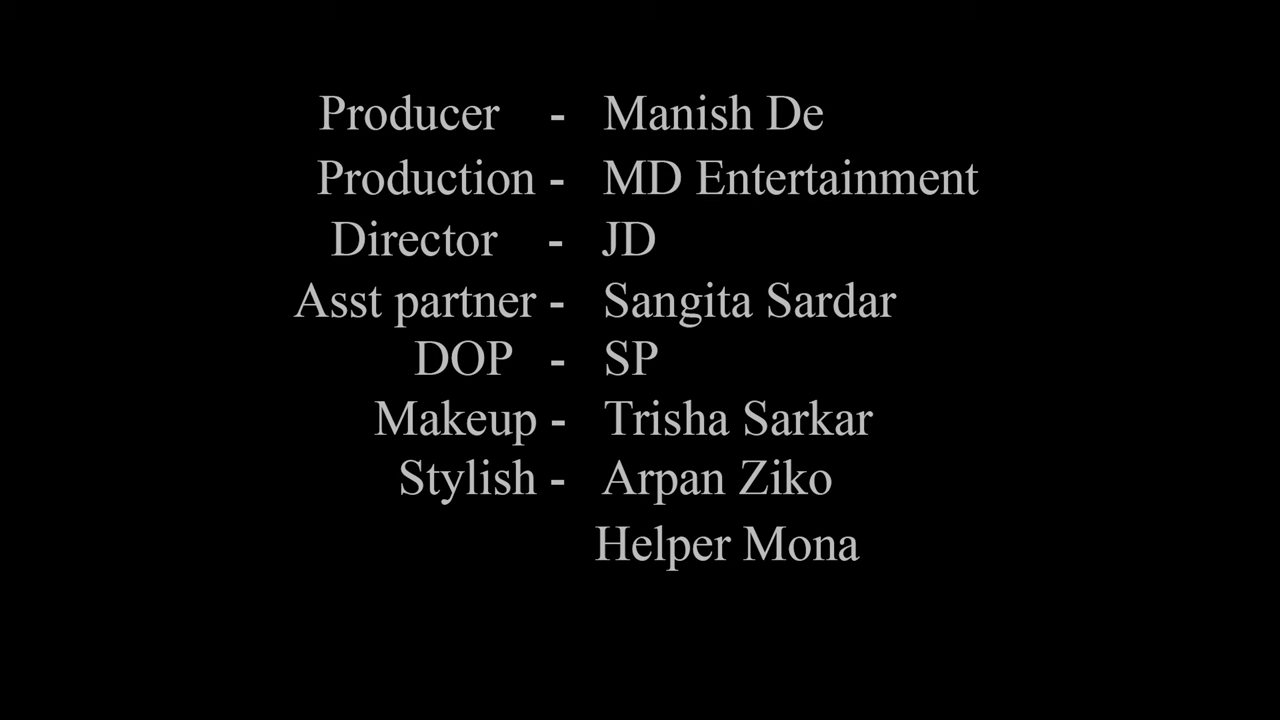 Producer - Manish De
Production - MD Entertainment
Director - JD
Asst partner - Sangita Sardar
DOP - SP
Makeup - Trisha Sarkar
Stylish - Arpan Ziko
Helper Mona